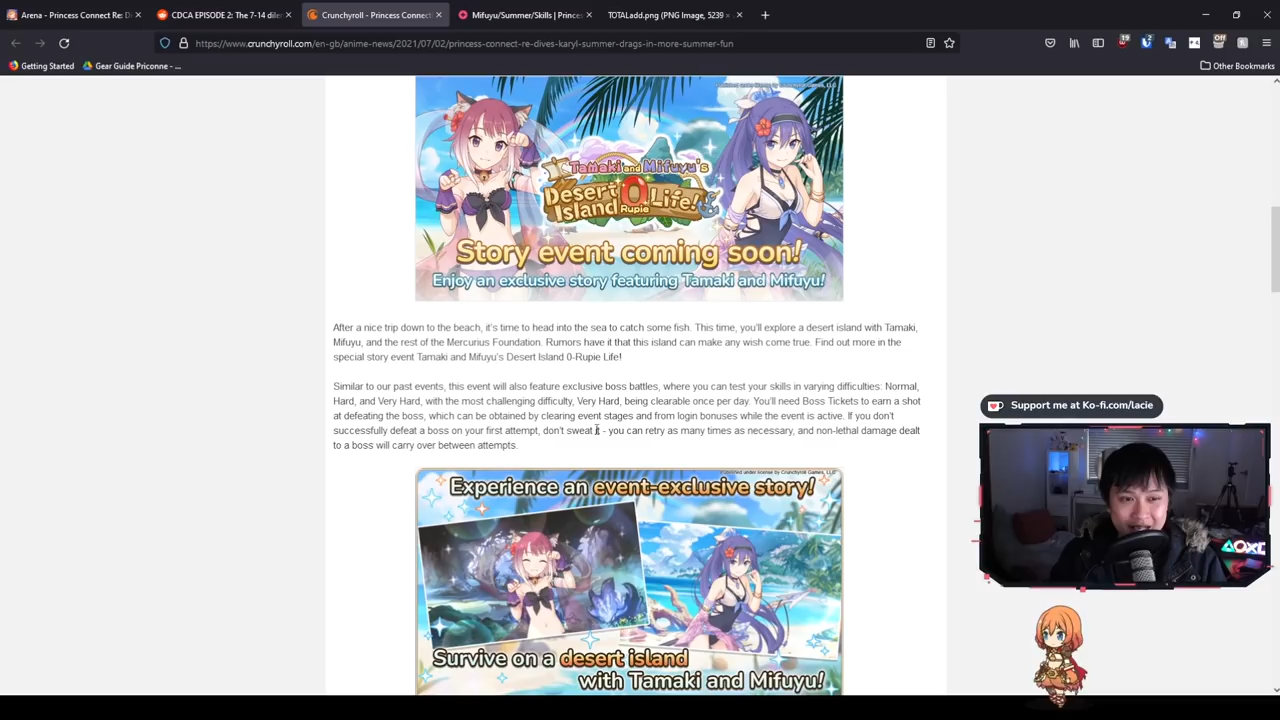 Arena - Princess Connect Re: Di
CDCA EPISODE 2: The 7-14 diler
Crunchyroll - Princess Connect!
Mifuyu/Summer/Skills | Princess
TOTALadd.png (PNG Image, 5239 ×
https://www.crunchyroll.com/en-gb/anime-news/2021/07/02/princess-connect-re-dives-karyl-summer-drags-in-more-summer-fun
19
Off
Getting Started
Gear Guide Priconne – ...
Other Bookmarks
Tamaki and Mifuyu's
Desert 0 Life!
Island Rupie
Story event coming soon!
Enjoy an exclusive story featuring Tamaki and Mifuyu!
After a nice trip down to the beach, it's time to head into the sea to catch some fish. This time, you'll explore a desert island with Tamaki,
Mifuyu, and the rest of the Mercurius Foundation. Rumors have it that this island can make any wish come true. Find out more in the
special story event Tamaki and Mifuyu's Desert Island 0-Rupie Life!
Similar to our past events, this event will also feature exclusive boss battles, where you can test your skills in varying difficulties: Normal,
Hard, and Very Hard, with the most challenging difficulty, Very Hard, being clearable once per day. You'll need Boss Tickets to earn a shot
at defeating the boss, which can be obtained by clearing event stages and from login bonuses while the event is active. If you don't
successfully defeat a boss on your first attempt, don't sweat it - you can retry as many times as necessary, and non-lethal damage dealt
to a boss will carry over between attempts.
Support me at Ko-fi.com/lacie
Published under license by Crunchyroll Games, LLC
Experience an event-exclusive story!
Survive on a desert island
with Tamaki and Mifuyu!